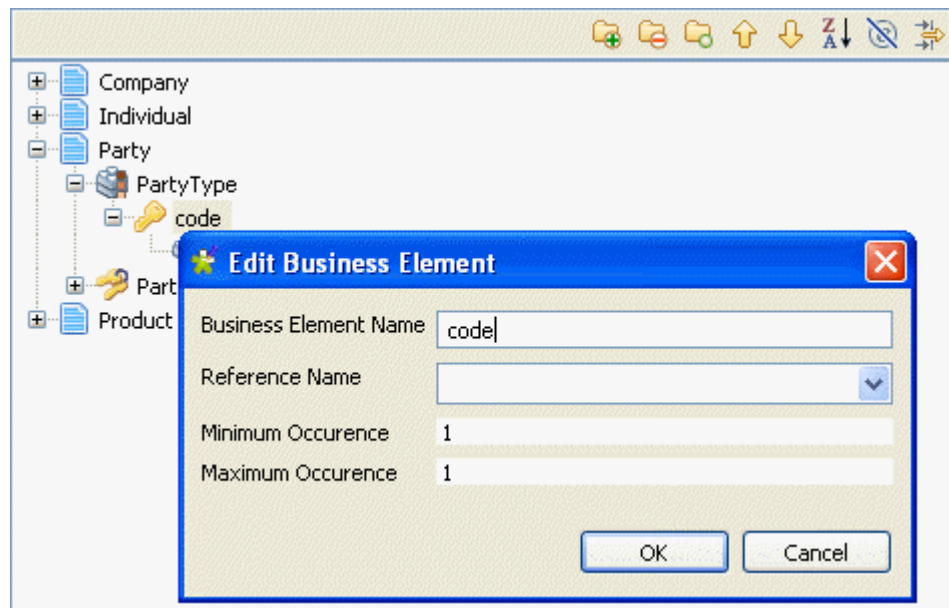 Z
A
Company
Individual
Party
PartyType
code
Part
Product
Edit Business Element
Business Element Name
code
Reference Name
Minimum Occurence
1
Maximum Occurence
1
OK
Cancel